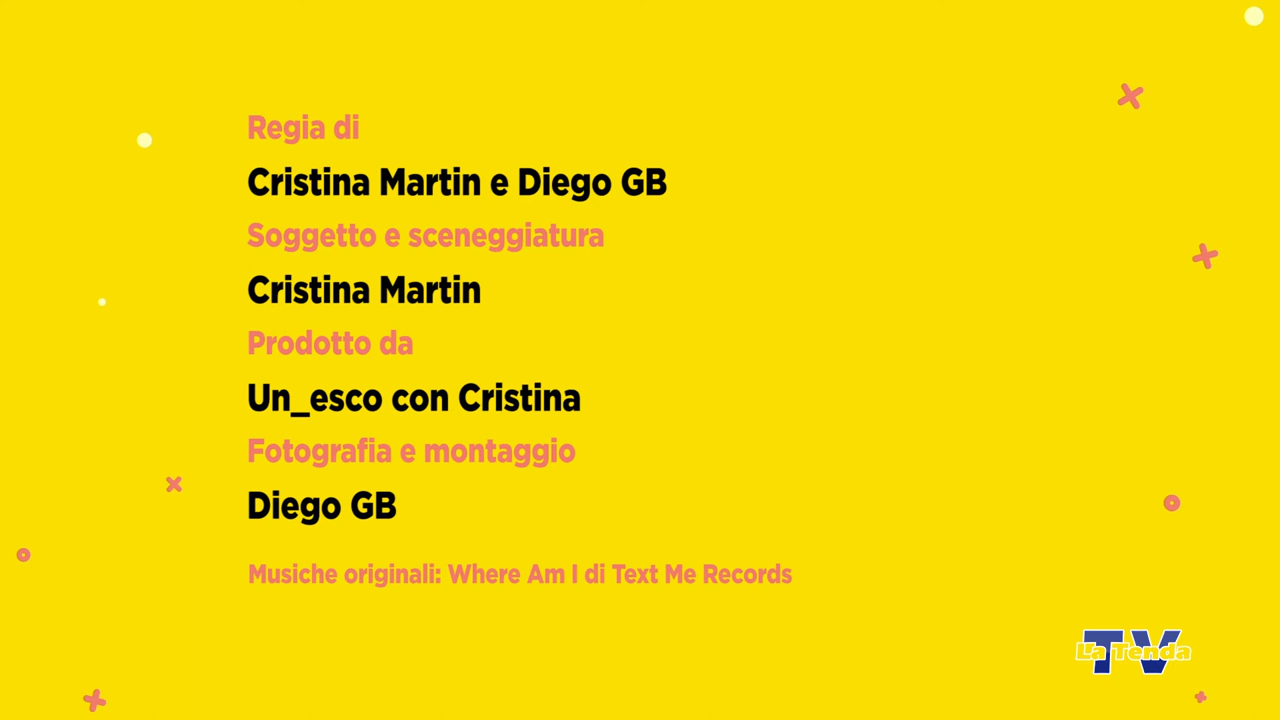 Regia di
Cristina Martin e Diego GB
Soggetto e sceneggiatura
Cristina Martin
Prodotto da
Un_esco con Cristina
Fotografia e montaggio
Diego GB
Musiche originali: Where Am I di Text Me Records
TV
La Tenda